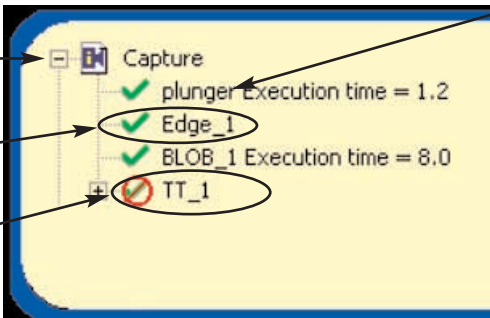 Capture
plunger Execution time = 1.2
Edge_1
BLOB_1 Execution time = 8.0
TT_1